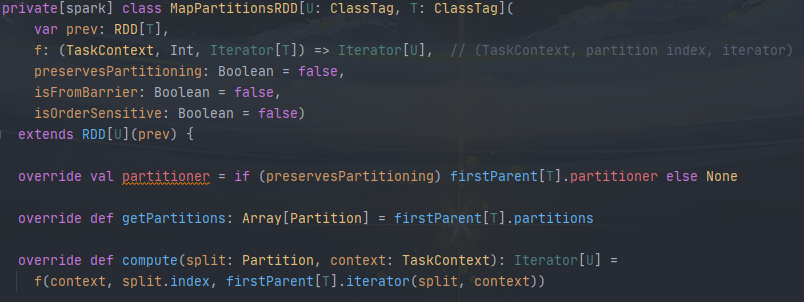 private[spark] class MapPartitionsRDD[U: ClassTag, T: ClassTag](
var prev: RDD[T],
f: (TaskContext, Int, Iterator[T]) => Iterator[U],  // (TaskContext, partition index, iterator)
preservesPartitioning: Boolean = false,
isFromBarrier: Boolean = false,
isOrderSensitive: Boolean = false)
extends RDD[U](prev) {
override val partitioner = if (preservesPartitioning) firstParent[T].partitioner else None
override def getPartitions: Array[Partition] = firstParent[T].partitions
override def compute(split: Partition, context: TaskContext): Iterator[U] =
f(context, split.index, firstParent[T].iterator(split, context))